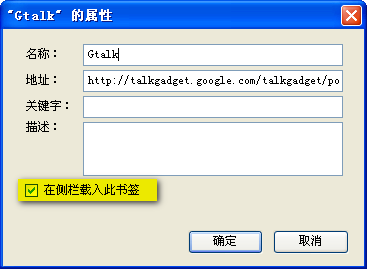 "Gtalk" 的属性
名称：
Gtalk
地址：
http://talkgadget.google.com/talkgadget/po
关键字：
描述：
在侧栏载入此书签
确定
取消